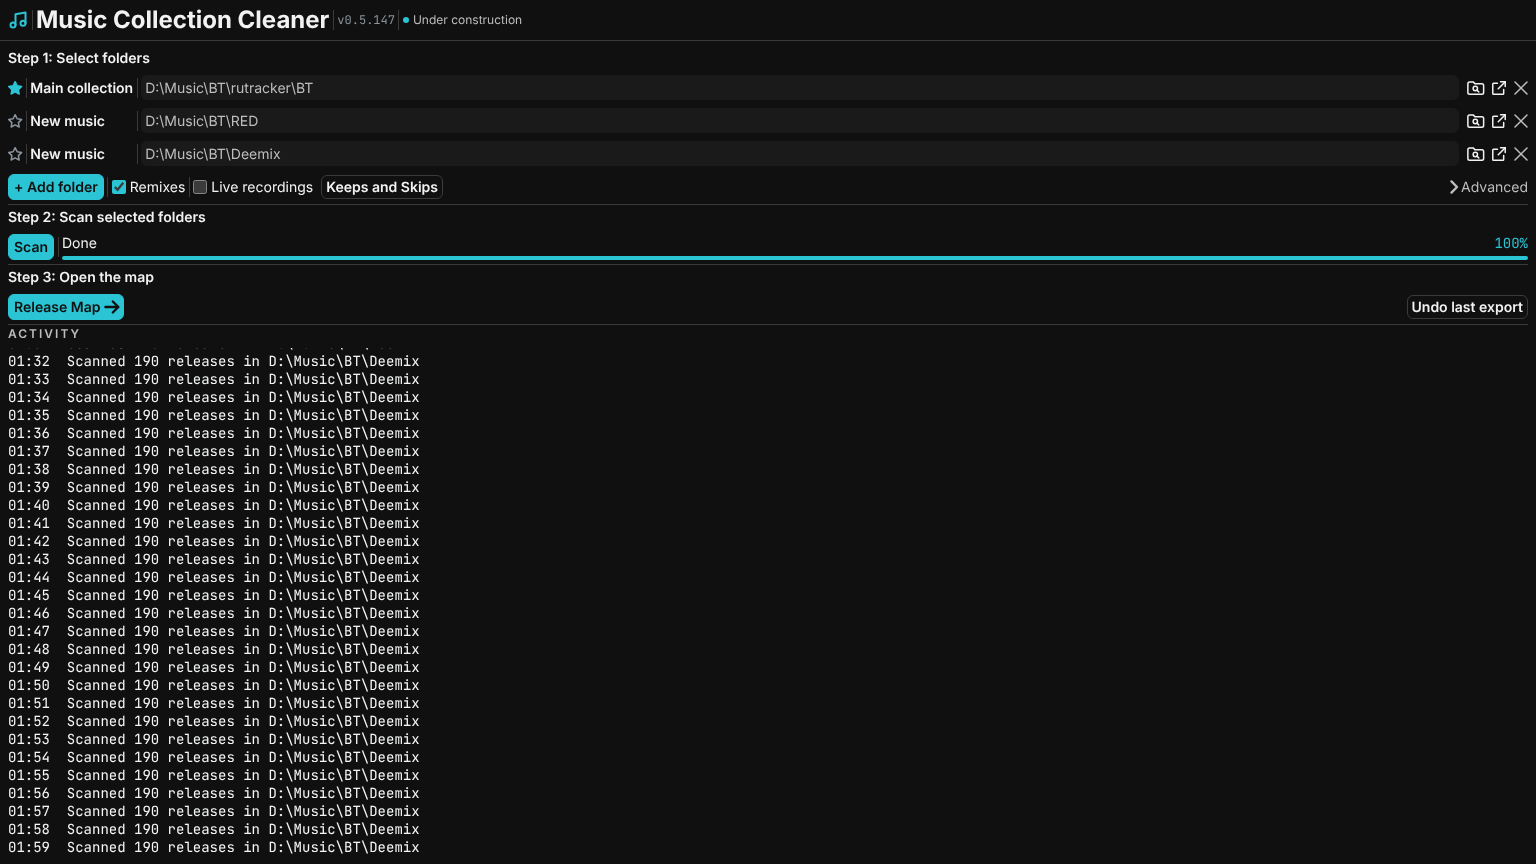 Music Collection Cleaner v0.5.147 Under construction
Step 1: Select folders
Main collection D:\Music\BT\rutracker\BT
New music D:\Music\BT\RED
New music D:\Music\BT\Deemix
+ Add folder Remixes Live recordings Keeps and Skips Advanced
Step 2: Scan selected folders
Scan Done 100%
Step 3: Open the map
Release Map Undo last export
ACTIVITY
01:32 Scanned 190 releases in D:\Music\BT\Deemix
01:33 Scanned 190 releases in D:\Music\BT\Deemix
01:34 Scanned 190 releases in D:\Music\BT\Deemix
01:35 Scanned 190 releases in D:\Music\BT\Deemix
01:36 Scanned 190 releases in D:\Music\BT\Deemix
01:37 Scanned 190 releases in D:\Music\BT\Deemix
01:38 Scanned 190 releases in D:\Music\BT\Deemix
01:39 Scanned 190 releases in D:\Music\BT\Deemix
01:40 Scanned 190 releases in D:\Music\BT\Deemix
01:41 Scanned 190 releases in D:\Music\BT\Deemix
01:42 Scanned 190 releases in D:\Music\BT\Deemix
01:43 Scanned 190 releases in D:\Music\BT\Deemix
01:44 Scanned 190 releases in D:\Music\BT\Deemix
01:45 Scanned 190 releases in D:\Music\BT\Deemix
01:46 Scanned 190 releases in D:\Music\BT\Deemix
01:47 Scanned 190 releases in D:\Music\BT\Deemix
01:48 Scanned 190 releases in D:\Music\BT\Deemix
01:49 Scanned 190 releases in D:\Music\BT\Deemix
01:50 Scanned 190 releases in D:\Music\BT\Deemix
01:51 Scanned 190 releases in D:\Music\BT\Deemix
01:52 Scanned 190 releases in D:\Music\BT\Deemix
01:53 Scanned 190 releases in D:\Music\BT\Deemix
01:54 Scanned 190 releases in D:\Music\BT\Deemix
01:55 Scanned 190 releases in D:\Music\BT\Deemix
01:56 Scanned 190 releases in D:\Music\BT\Deemix
01:57 Scanned 190 releases in D:\Music\BT\Deemix
01:58 Scanned 190 releases in D:\Music\BT\Deemix
01:59 Scanned 190 releases in D:\Music\BT\Deemix